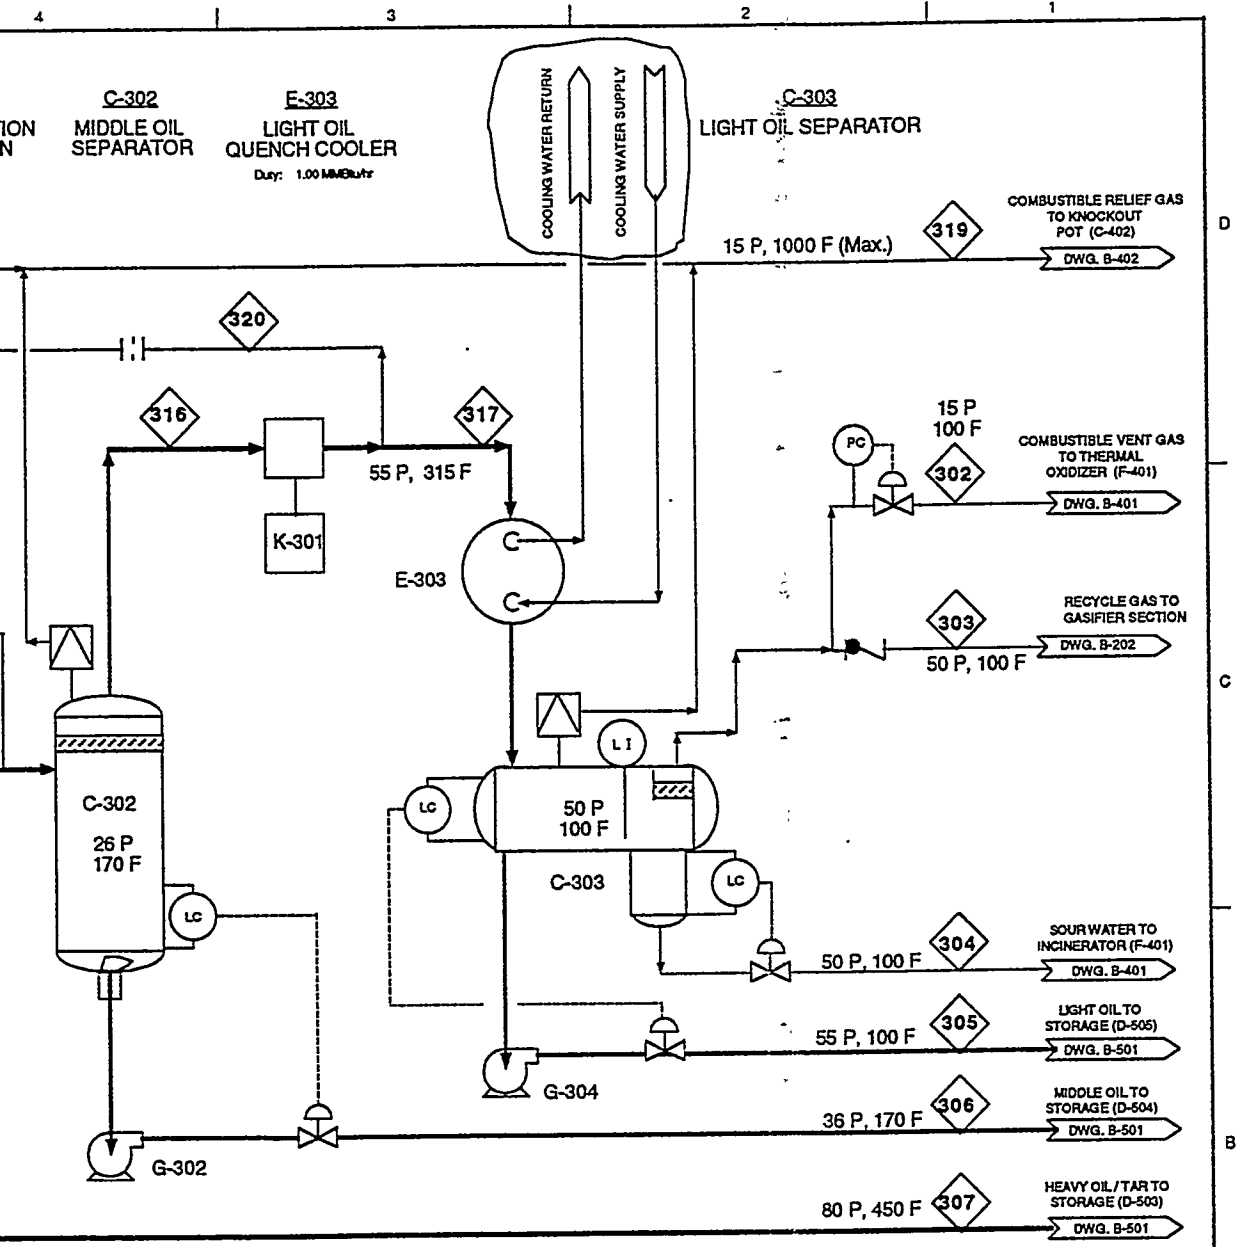 4
3
2
1
C-302
MIDDLE OIL
SEPARATOR
E-303
LIGHT OIL
QUENCH COOLER
Duty: 1.00 MMBtu/hr
COOLING WATER RETURN
COOLING WATER SUPPLY
C-303
LIGHT OIL SEPARATOR
TION
N
D
COMBUSTIBLE RELIEF GAS
TO KNOCKOUT
POT (C-402)
319
15 P, 1000 F (Max.)
DWG. B-402
320
316
317
55 P, 315 F
K-301
E-303
15 P
100 F
PC
302
COMBUSTIBLE VENT GAS
TO THERMAL
OXIDIZER (F-401)
DWG. B-401
303
RECYCLE GAS TO
GASIFIER SECTION
DWG. B-202
50 P, 100 F
C
LI
LC
50 P
100 F
C-303
LC
C-302
26 P
170 F
LC
304
50 P, 100 F
SOUR WATER TO
INCINERATOR (F-401)
DWG. B-401
305
55 P, 100 F
LIGHT OIL TO
STORAGE (D-505)
DWG. B-501
G-304
306
36 P, 170 F
MIDDLE OIL TO
STORAGE (D-504)
DWG. B-501
G-302
B
307
80 P, 450 F
HEAVY OIL / TAR TO
STORAGE (D-503)
DWG. B-501